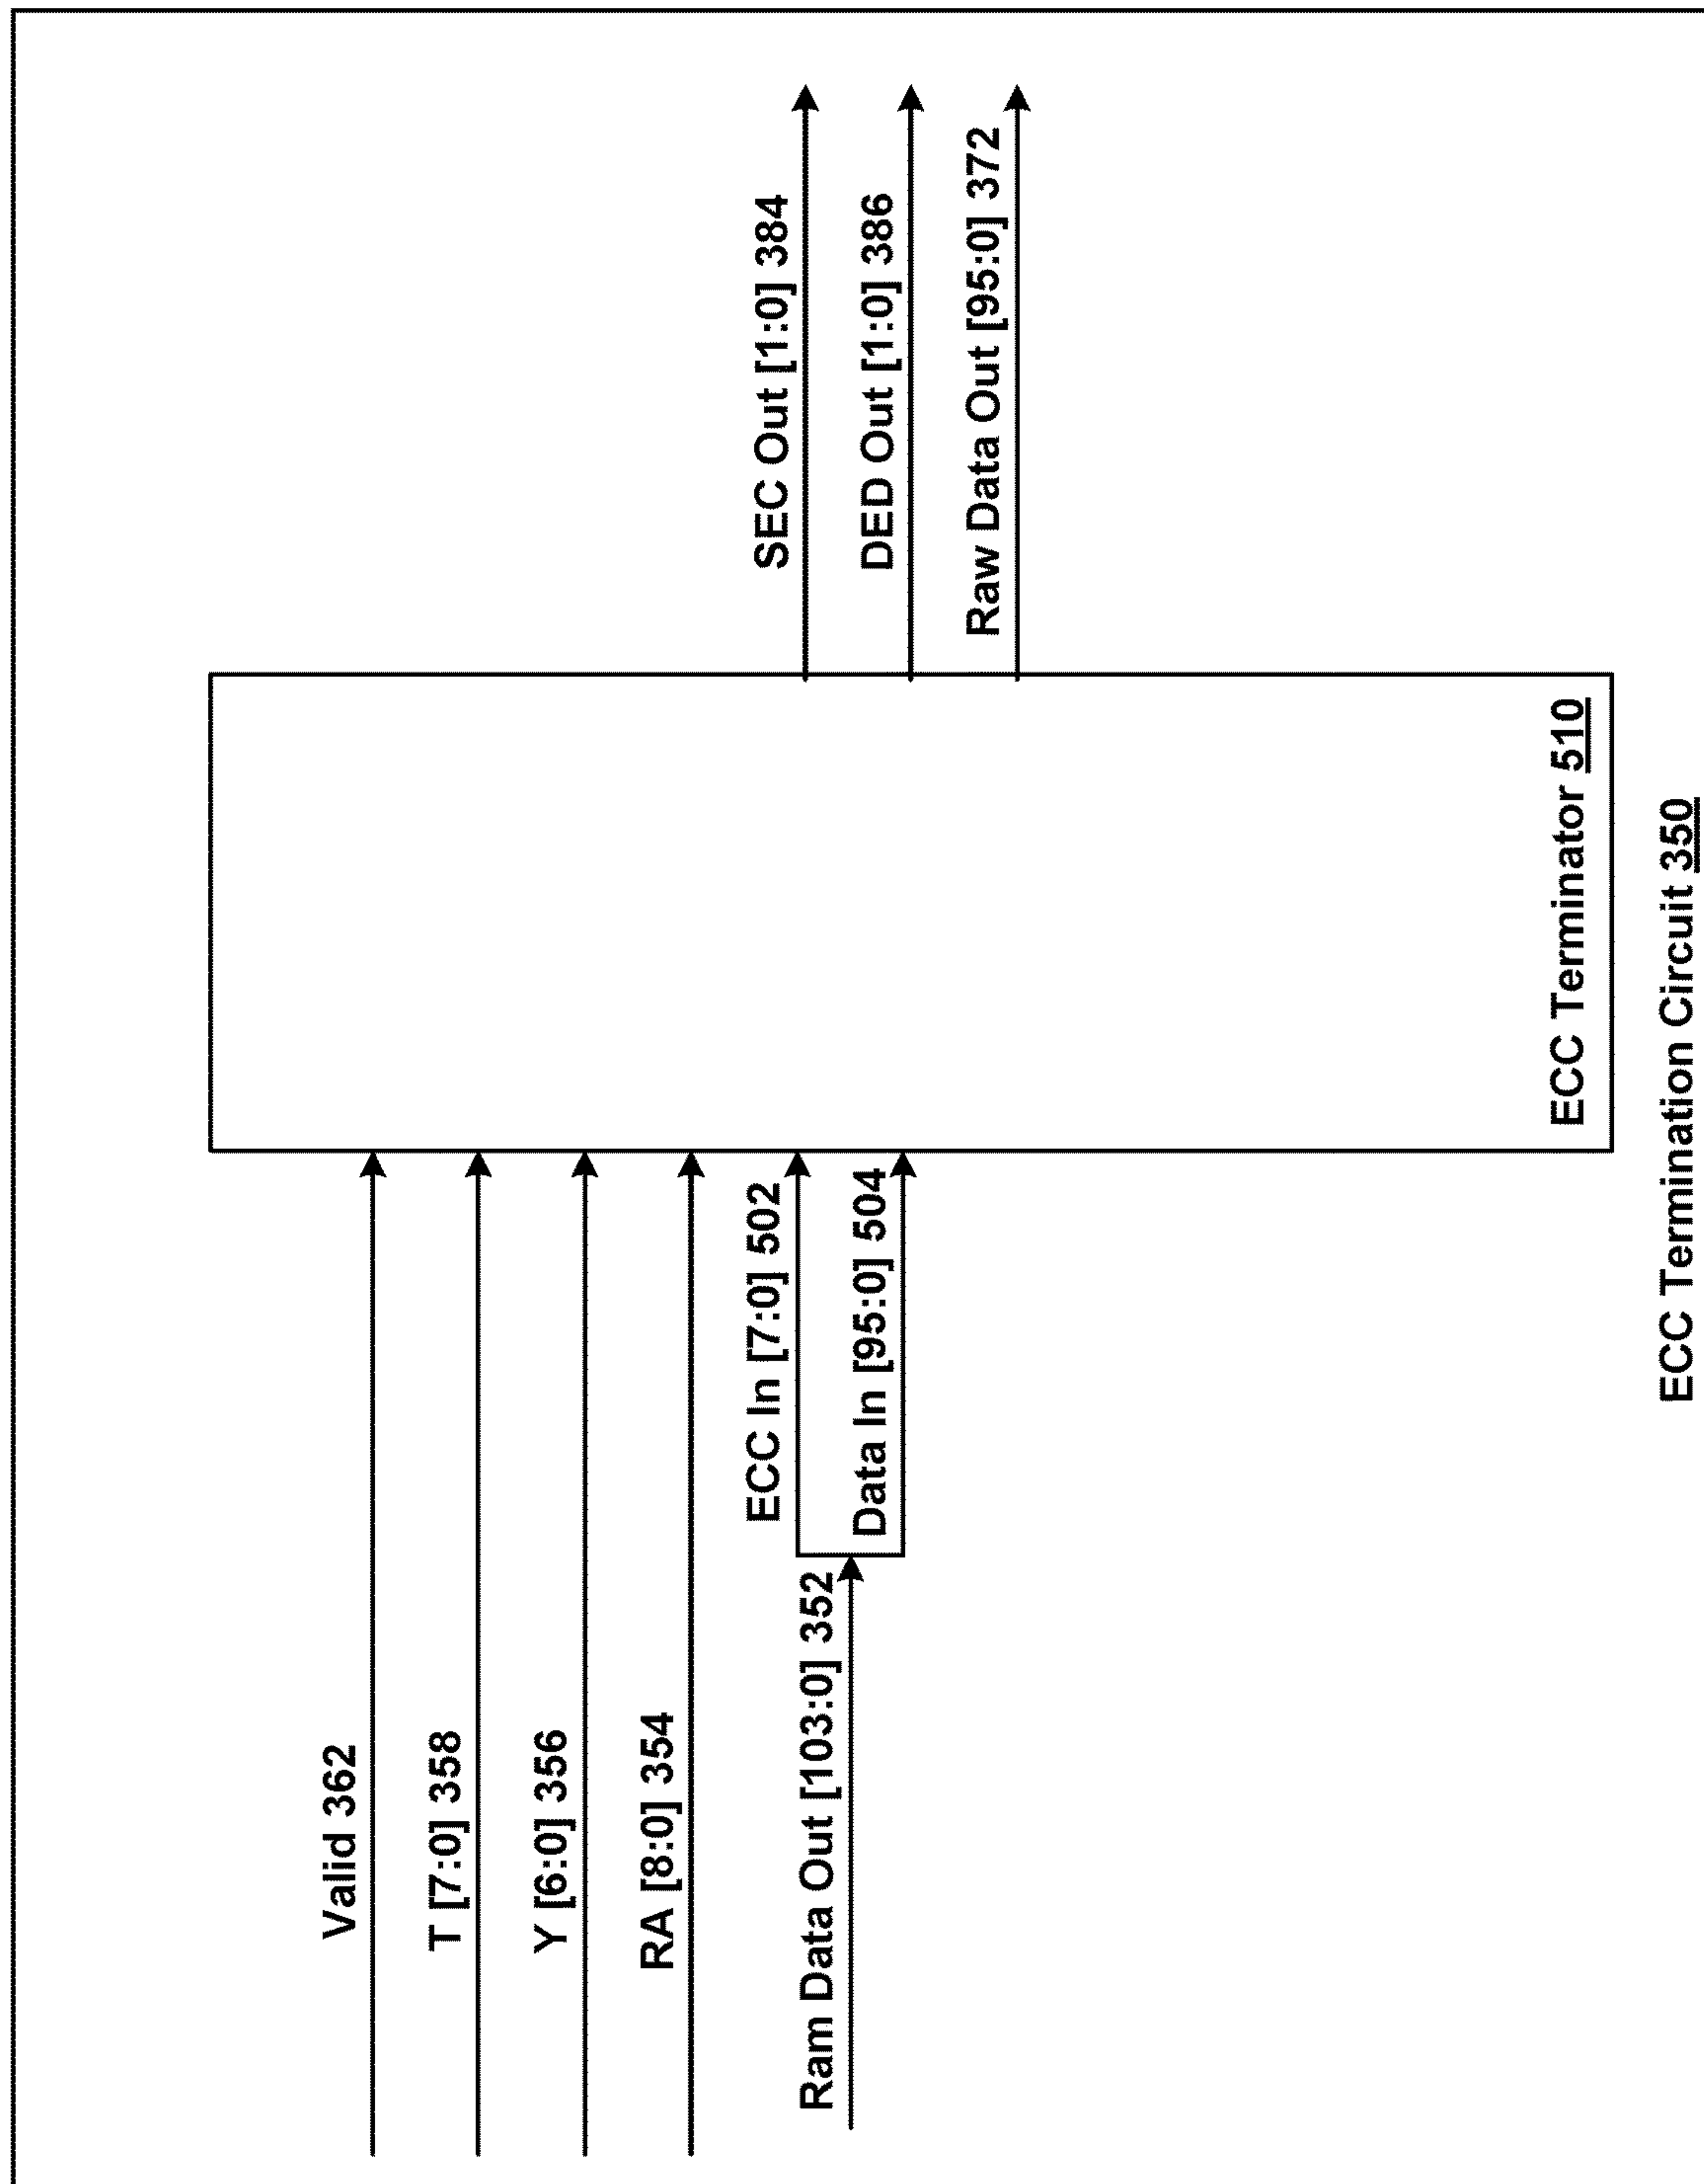 Valid 362
T [7:0] 358
Y [6:0] 356
RA [8:0] 354
Ram Data Out [103:0] 352
ECC In [7:0] 502
Data In [95:0] 504
SEC Out [1:0] 384
DED Out [1:0] 386
Raw Data Out [95:0] 372
ECC Terminator 510
ECC Termination Circuit 350